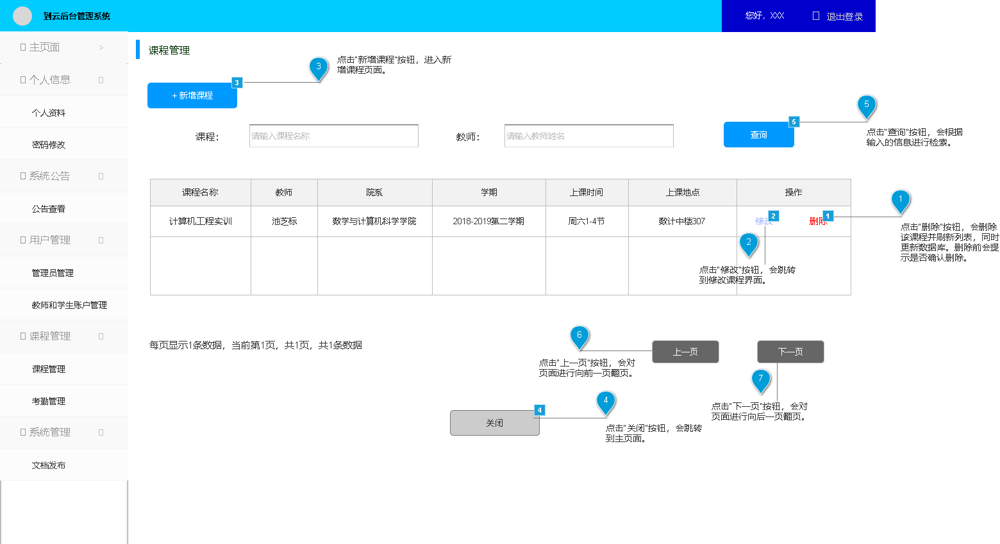 到云后台管理系统
您好，XXX
退出登录
主页面 >
个人信息
个人资料
密码修改
系统公告
公告查看
用户管理
管理员管理
教师和学生账户管理
课程管理
课程管理
考勤管理
系统管理
文档发布
课程管理
3
点击"新增课程"按钮，进入新
增课程页面。
3
+ 新增课程
课程：
请输入课程名称
教师：
请输入教师姓名
查询
5
5
点击"查询"按钮，会根据
输入的信息进行检索。
课程名称 教师 院系 学期 上课时间 上课地点 操作
计算机工程实训 池芝标 数学与计算机科学学院 2018-2019第二学期 周六1-4节 数计中楼307 修改 删除
2
1
1
点击"删除"按钮，会删除
该课程并刷新列表，同时
更新数据库。删除前会提
示是否确认删除。
2
点击"修改"按钮，会跳转
到修改课程界面。
每页显示1条数据，当前第1页，共1页，共1条数据
6
点击"上一页"按钮，会对
页面进行向前一页翻页。
上一页
下一页
7
点击"下一页"按钮，会对
页面进行向后一页翻页。
关闭
4
4
点击"关闭"按钮，会跳转
到主页面。